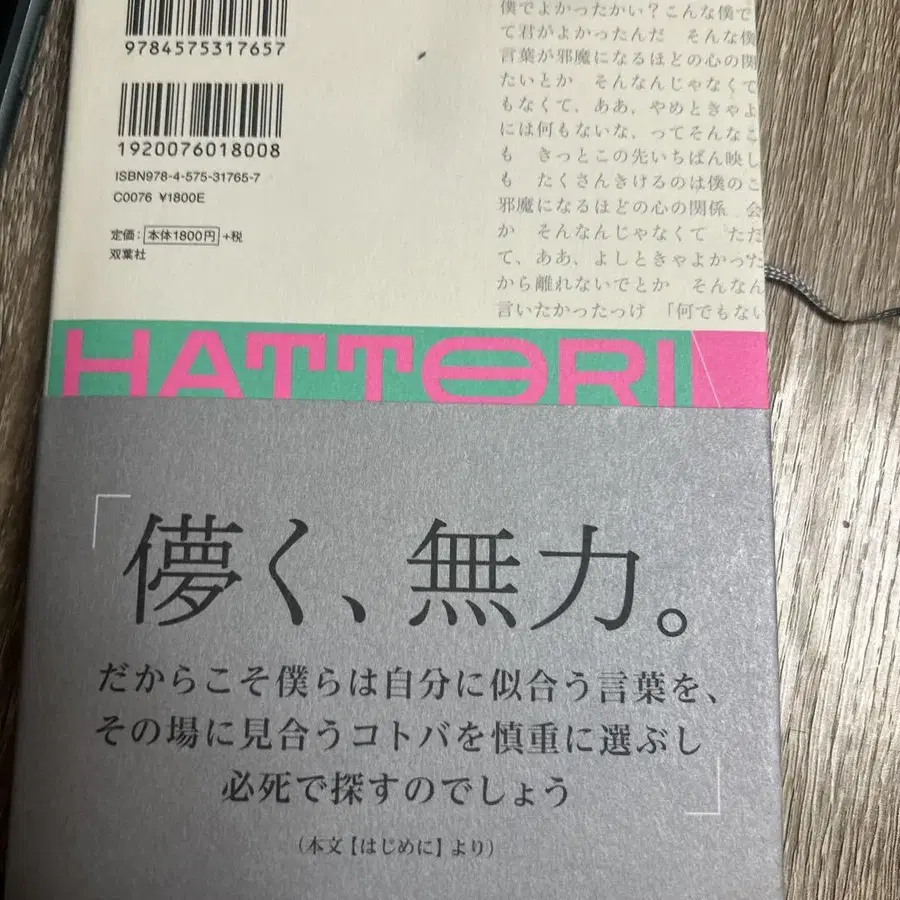 9784575317657
1920076018008
ISBN978-4-575-31765-7
C0076 ¥1800E
定価:本体1800円+税
双葉社
僕でよかったかい?こんな僕で
て君がよかったんだ そんな僕
言葉が邪魔になるほどの心の関
たいとか そんなんじゃなくて
もなくて、ああ、やめときゃよ
には何もないな、ってそんなこ
も きっとこの先いちばん映し
も たくさんきけるのは僕のこ
邪魔になるほどの心の関係 会
か そんなんじゃなくて ただ
て、ああ、よしときゃよかった
から離れないでとか そんなん
言いたかったっけ 「何でもない
HATTORI
「儚く、無力。
だからこそ僕らは自分に似合う言葉を、
その場に見合うコトバを慎重に選ぶし
必死で探すのでしょう」
(本文【はじめに】より)